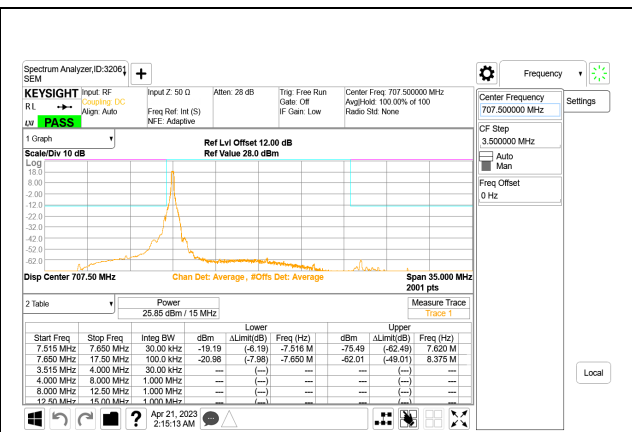 Spectrum Analyzer,ID:32061
SEM
Frequency
KEYSIGHT
RL
LXI PASS
Input: RF
Coupling: DC
Align: Auto
Input Z: 50 Ω
Freq Ref: Int (S)
NFE: Adaptive
Atten: 28 dB
Trig: Free Run
Gate: Off
IF Gain: Low
Center Freq: 707.500000 MHz
Avg|Hold: 100.00% of 100
Radio Std: None
Center Frequency
707.500000 MHz
Settings
CF Step
3.500000 MHz
Auto
Man
Freq Offset
0 Hz
1 Graph
Scale/Div 10 dB
Ref Lvl Offset 12.00 dB
Ref Value 28.0 dBm
Log
18.0
8.00
-2.00
-12.0
-22.0
-32.0
-42.0
-52.0
-62.0
Disp Center 707.50 MHz
Chan Det: Average , #Offs Det: Average
Span 35.000 MHz
2001 pts
2 Table
Power
25.85 dBm / 15 MHz
Measure Trace
Trace 1
Lower Upper
Start Freq Stop Freq Integ BW dBm ΔLimit(dB) Freq (Hz) dBm ΔLimit(dB) Freq (Hz)
7.515 MHz 7.650 MHz 30.00 kHz -19.19 (-6.19) -7.516 M -75.49 (-62.49) 7.620 M
7.650 MHz 17.50 MHz 100.0 kHz -20.98 (-7.98) -7.650 M -62.01 (-49.01) 8.375 M
3.515 MHz 4.000 MHz 30.00 kHz --- (---) --- --- (---) ---
4.000 MHz 8.000 MHz 1.000 MHz --- (---) --- --- (---) ---
8.000 MHz 12.50 MHz 1.000 MHz --- (---) --- --- (---) ---
12.50 MHz 15.00 MHz 1.000 MHz --- (---) --- --- (---) ---
Local
?
Apr 21, 2023
2:15:13 AM